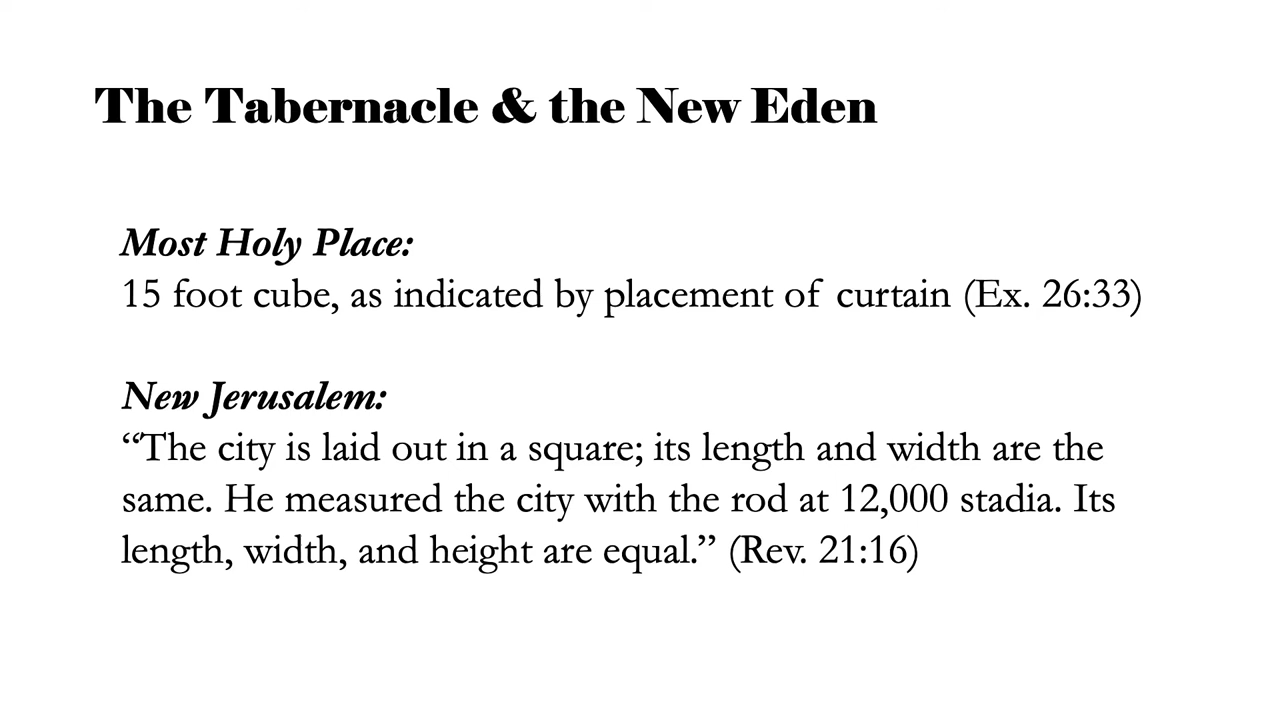 The Tabernacle & the New Eden
Most Holy Place:
15 foot cube, as indicated by placement of curtain (Ex. 26:33)
New Jerusalem:
“The city is laid out in a square; its length and width are the
same. He measured the city with the rod at 12,000 stadia. Its
length, width, and height are equal.” (Rev. 21:16)